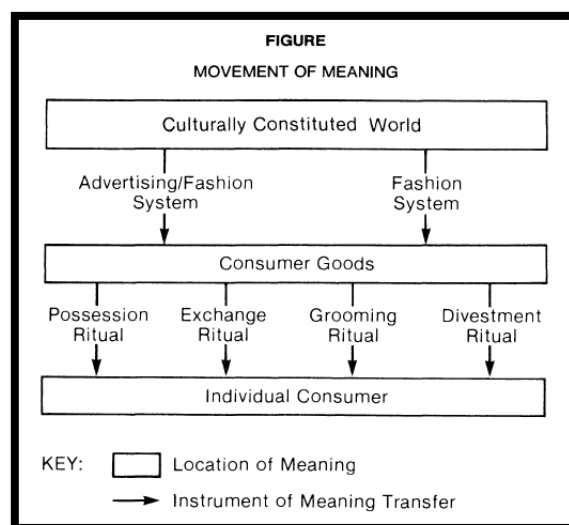 FIGURE
MOVEMENT OF MEANING
Culturally Constituted World
Advertising/Fashion System
Fashion System
Consumer Goods
Possession Ritual
Exchange Ritual
Grooming Ritual
Divestment Ritual
Individual Consumer
KEY:
Location of Meaning
Instrument of Meaning Transfer